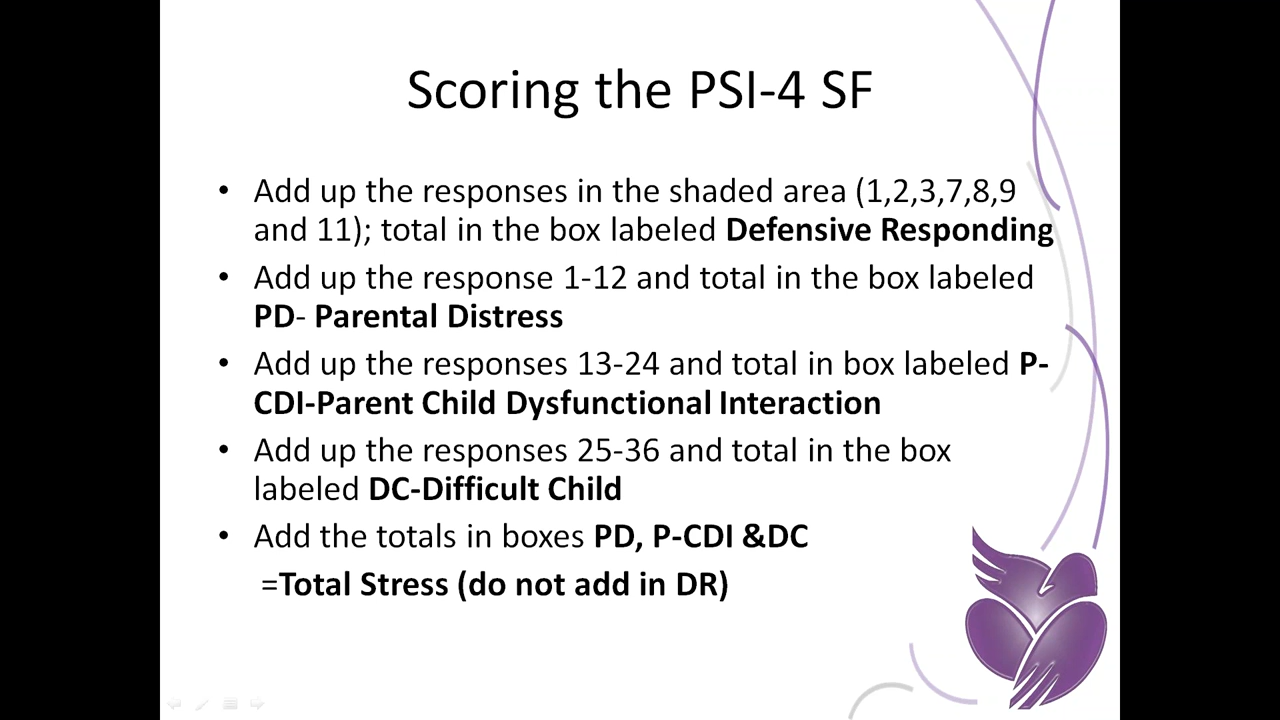 Scoring the PSI-4 SF
• Add up the responses in the shaded area (1,2,3,7,8,9
and 11); total in the box labeled Defensive Responding
• Add up the response 1-12 and total in the box labeled
PD- Parental Distress
• Add up the responses 13-24 and total in box labeled P-
CDI-Parent Child Dysfunctional Interaction
• Add up the responses 25-36 and total in the box
labeled DC-Difficult Child
• Add the totals in boxes PD, P-CDI &DC
=Total Stress (do not add in DR)